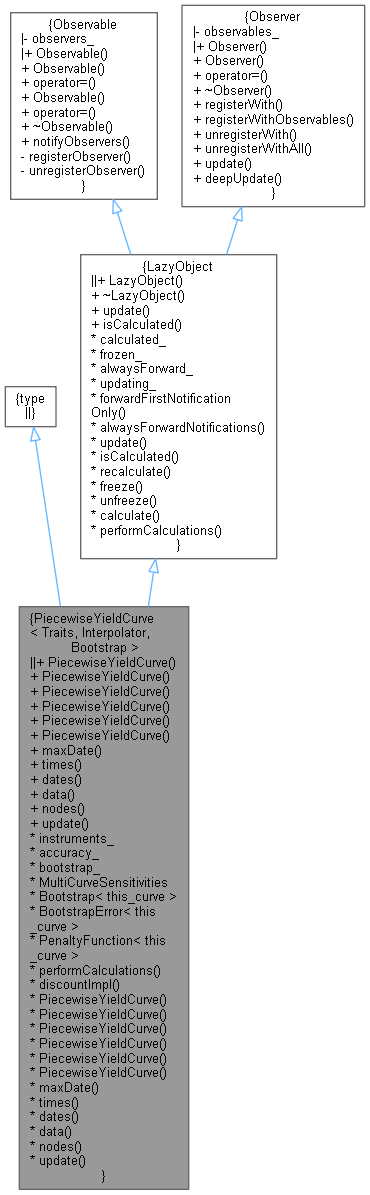 {Observable
|- observers_
|+ Observable()
+ Observable()
+ operator=()
+ Observable()
+ operator=()
+ ~Observable()
+ notifyObservers()
- registerObserver()
- unregisterObserver()
}
{Observer
|- observables_
|+ Observer()
+ Observer()
+ operator=()
+ ~Observer()
+ registerWith()
+ registerWithObservables()
+ unregisterWith()
+ unregisterWithAll()
+ update()
+ deepUpdate()
}
{LazyObject
||+ LazyObject()
+ ~LazyObject()
+ update()
+ isCalculated()
* calculated_
* frozen_
* alwaysForward_
* updating_
* forwardFirstNotification
Only()
* alwaysForwardNotifications()
* update()
* isCalculated()
* recalculate()
* freeze()
* unfreeze()
* calculate()
* performCalculations()
}
{type
||}
{PiecewiseYieldCurve
< Traits, Interpolator,
Bootstrap >
||+ PiecewiseYieldCurve()
+ PiecewiseYieldCurve()
+ PiecewiseYieldCurve()
+ PiecewiseYieldCurve()
+ PiecewiseYieldCurve()
+ PiecewiseYieldCurve()
+ maxDate()
+ times()
+ dates()
+ data()
+ nodes()
+ update()
* instruments_
* accuracy_
* bootstrap_
* MultiCurveSensitivities
* Bootstrap< this_curve >
* BootstrapError< this
_curve >
* PenaltyFunction< this
_curve >
* performCalculations()
* discountImpl()
* PiecewiseYieldCurve()
* PiecewiseYieldCurve()
* PiecewiseYieldCurve()
* PiecewiseYieldCurve()
* PiecewiseYieldCurve()
* PiecewiseYieldCurve()
* maxDate()
* times()
* dates()
* data()
* nodes()
* update()
}